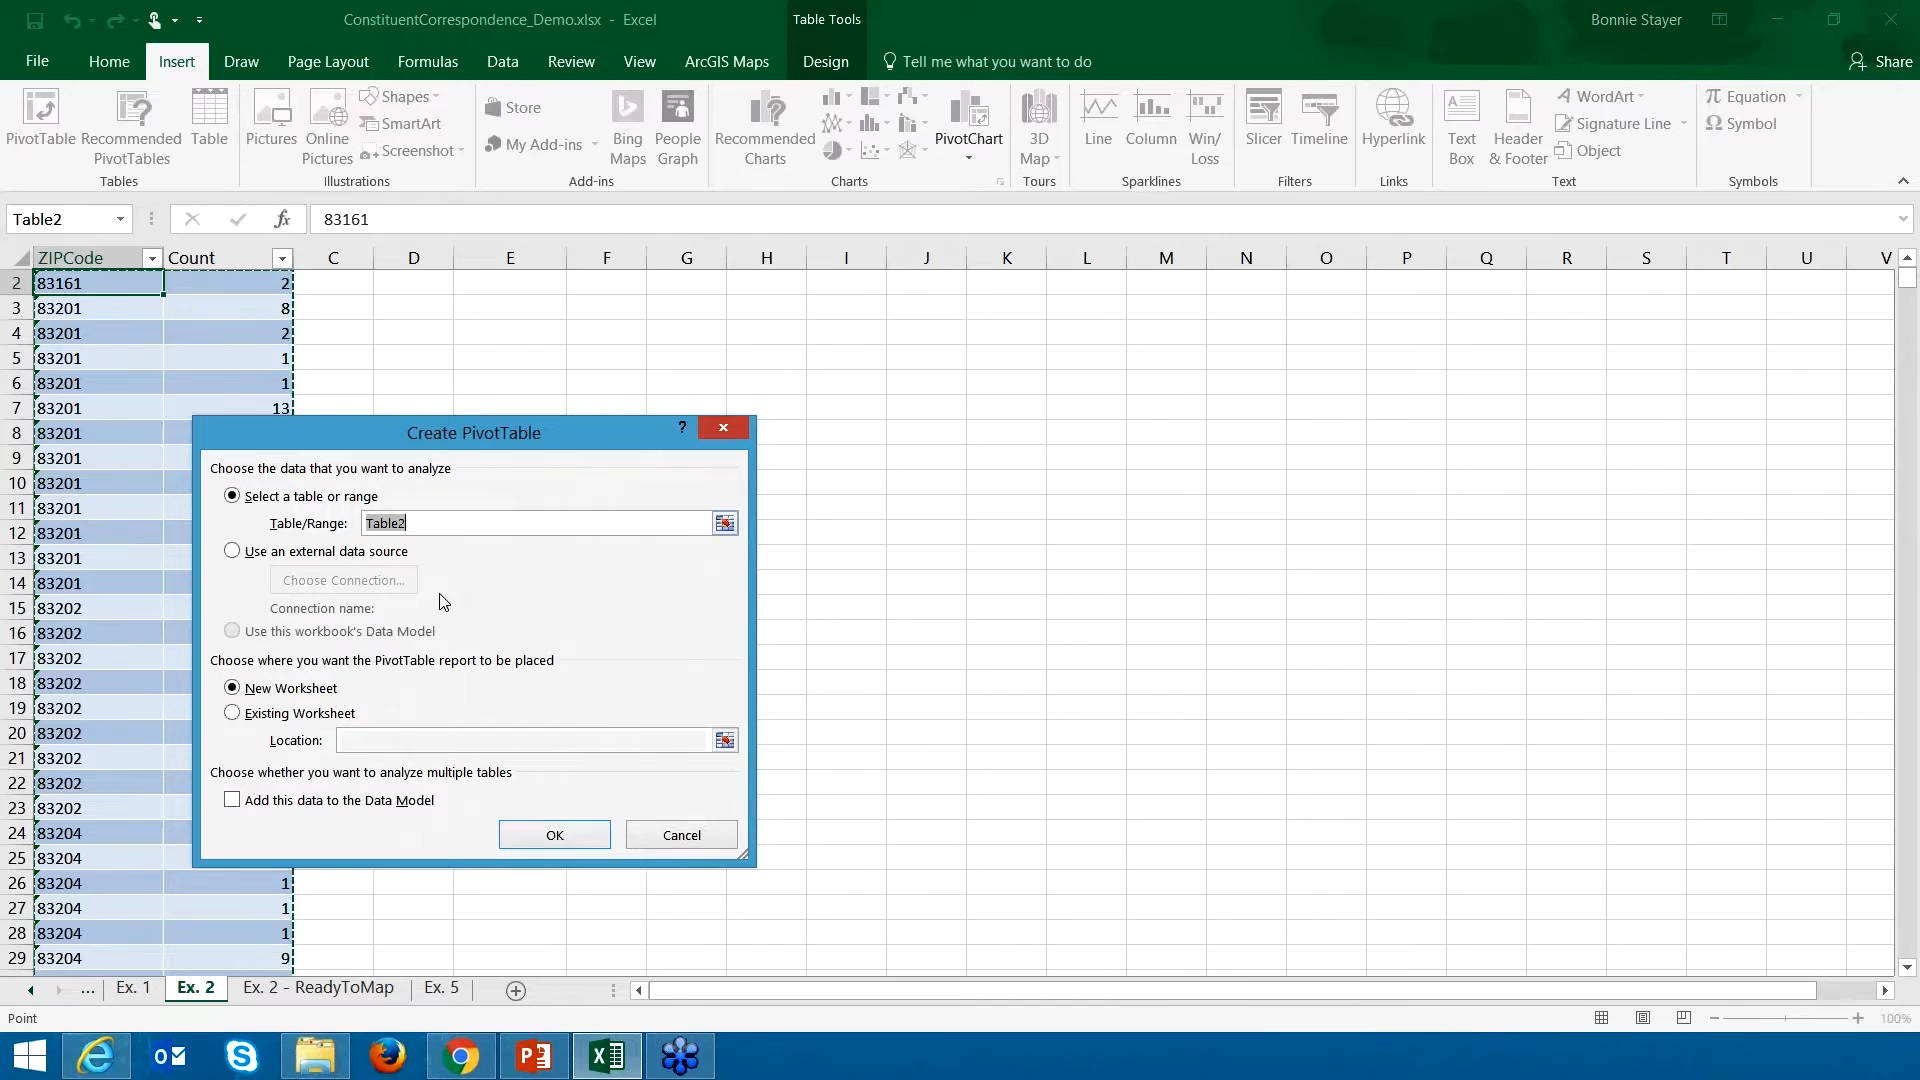 ConstituentCorrespondence_Demo.xlsx - Excel
Table Tools
Bonnie Stayer
File Home Insert Draw Page Layout Formulas Data Review View ArcGIS Maps Design Tell me what you want to do Share
PivotTable
Recommended PivotTables
Table
Tables
Pictures
Online Pictures
Shapes
SmartArt
Screenshot
Illustrations
Store
My Add-ins
Bing Maps
People Graph
Add-ins
Recommended Charts
PivotChart
Charts
3D Map
Tours
Line
Column
Win/ Loss
Sparklines
Slicer
Timeline
Filters
Hyperlink
Links
Text Box
Header & Footer
WordArt
Signature Line
Object
Text
Equation
Symbol
Symbols
Table2 fx 83161
ZIPCode Count C D E F G H I J K L M N O P Q R S T U V
2 83161 2
3 83201 8
4 83201 2
5 83201 1
6 83201 1
7 83201 13
8 83201
9 83201
10 83201
11 83201
12 83201
13 83201
14 83201
15 83202
16 83202
17 83202
18 83202
19 83202
20 83202
21 83202
22 83202
23 83202
24 83204
25 83204
26 83204 1
27 83204 1
28 83204 1
29 83204 9
Create PivotTable ?
Choose the data that you want to analyze
Select a table or range
Table/Range: Table2
Use an external data source
Choose Connection...
Connection name:
Use this workbook's Data Model
Choose where you want the PivotTable report to be placed
New Worksheet
Existing Worksheet
Location:
Choose whether you want to analyze multiple tables
Add this data to the Data Model
OK Cancel
... Ex. 1 Ex. 2 Ex. 2 - ReadyToMap Ex. 5
Point 100%